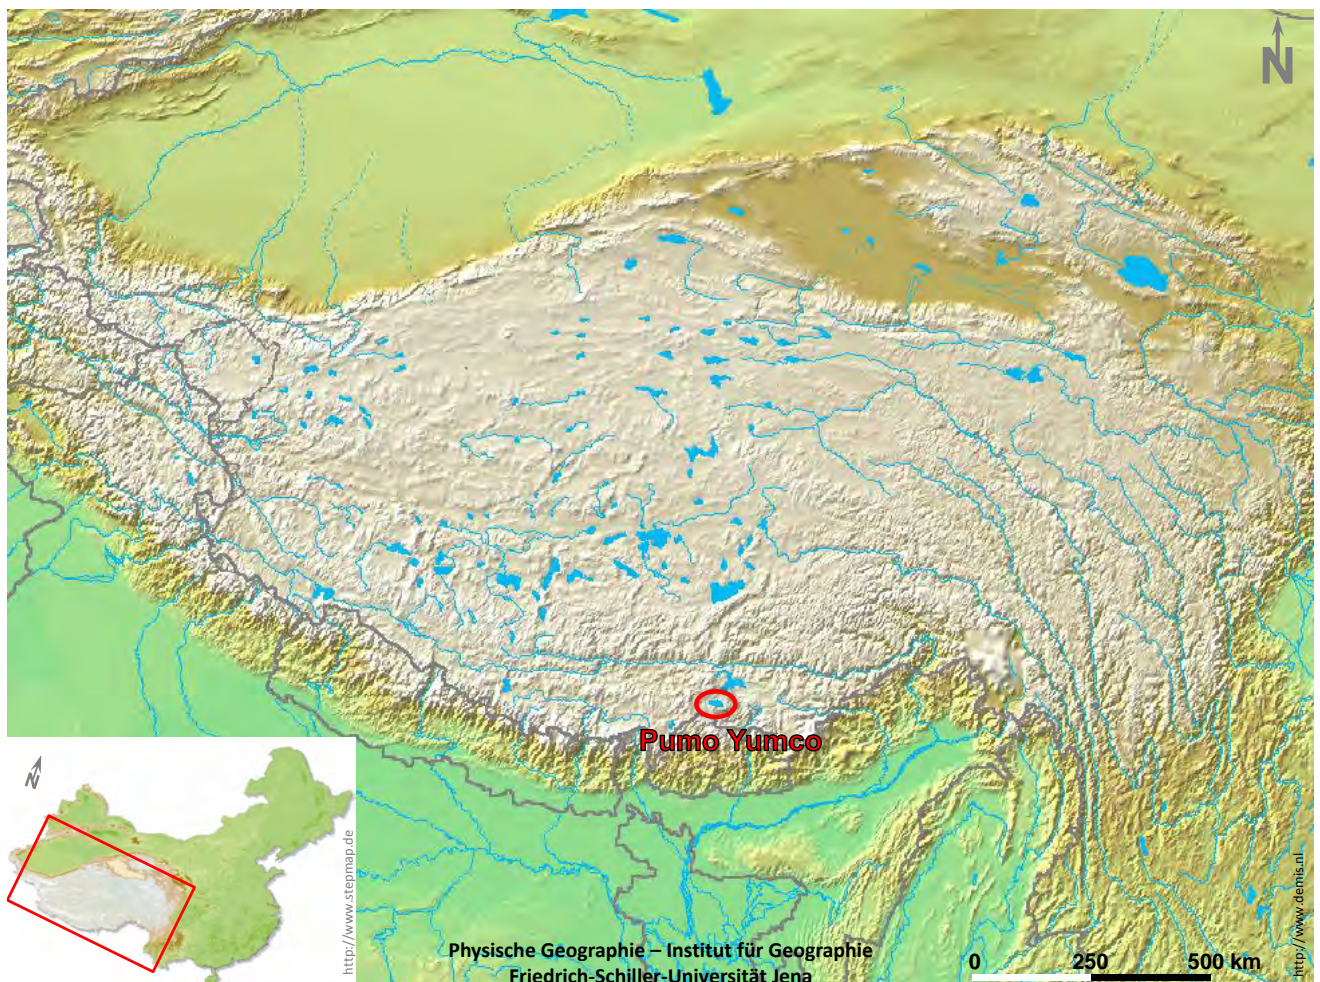 N
Pumo Yumco
N
http://www.stepmap.de
Physische Geographie – Institut für Geographie
Friedrich-Schiller-Universität Jena
0 250 500 km
http://www.demis.nl